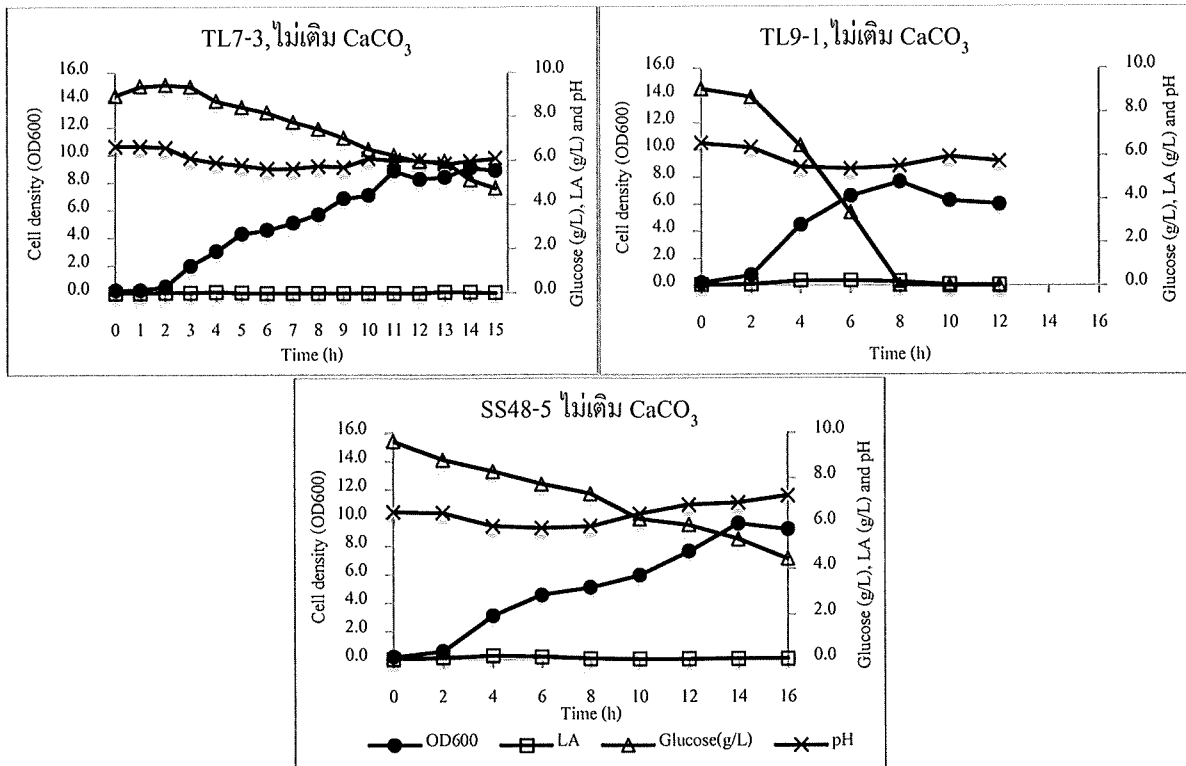 TL7-3, ไม่เติม CaCO3
16.0
14.0
12.0
10.0
8.0
6.0
4.0
2.0
0.0
Cell density (OD600)
10.0
8.0
6.0
4.0
2.0
0.0
Glucose (g/L), LA (g/L) and pH
0 1 2 3 4 5 6 7 8 9 10 11 12 13 14 15
Time (h)
TL9-1, ไม่เติม CaCO3
16.0
14.0
12.0
10.0
8.0
6.0
4.0
2.0
0.0
Cell density (OD600)
10.0
8.0
6.0
4.0
2.0
0.0
Glucose (g/L), LA (g/L) and pH
0 2 4 6 8 10 12 14 16
Time (h)
SS48-5 ไม่เติม CaCO3
16.0
14.0
12.0
10.0
8.0
6.0
4.0
2.0
0.0
Cell density (OD600)
10.0
8.0
6.0
4.0
2.0
0.0
Glucose (g/L), LA (g/L) and pH
0 2 4 6 8 10 12 14 16
Time (h)
OD600 LA Glucose(g/L) pH